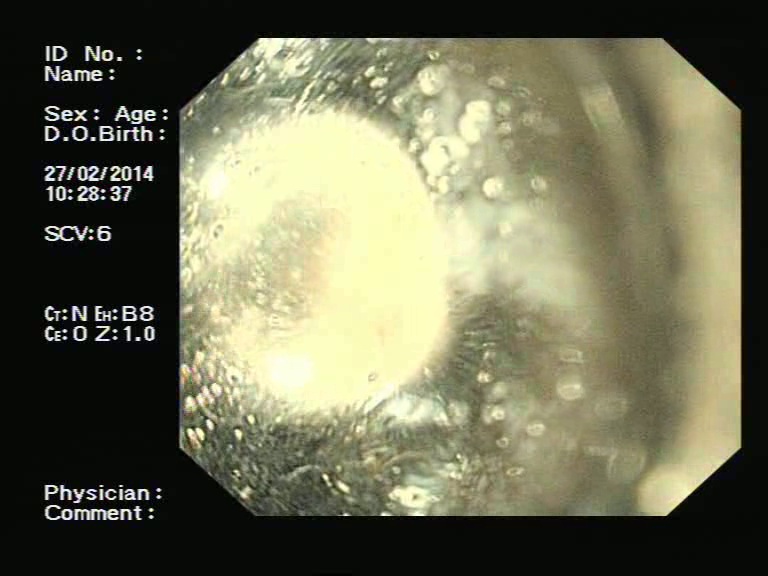 ID No. :
Name:
Sex: Age:
D.O.Birth:
27/02/2014
10:28:37
SCV:6
CT:N EH:B8
CE:0 Z:1.0
Physician:
Comment: